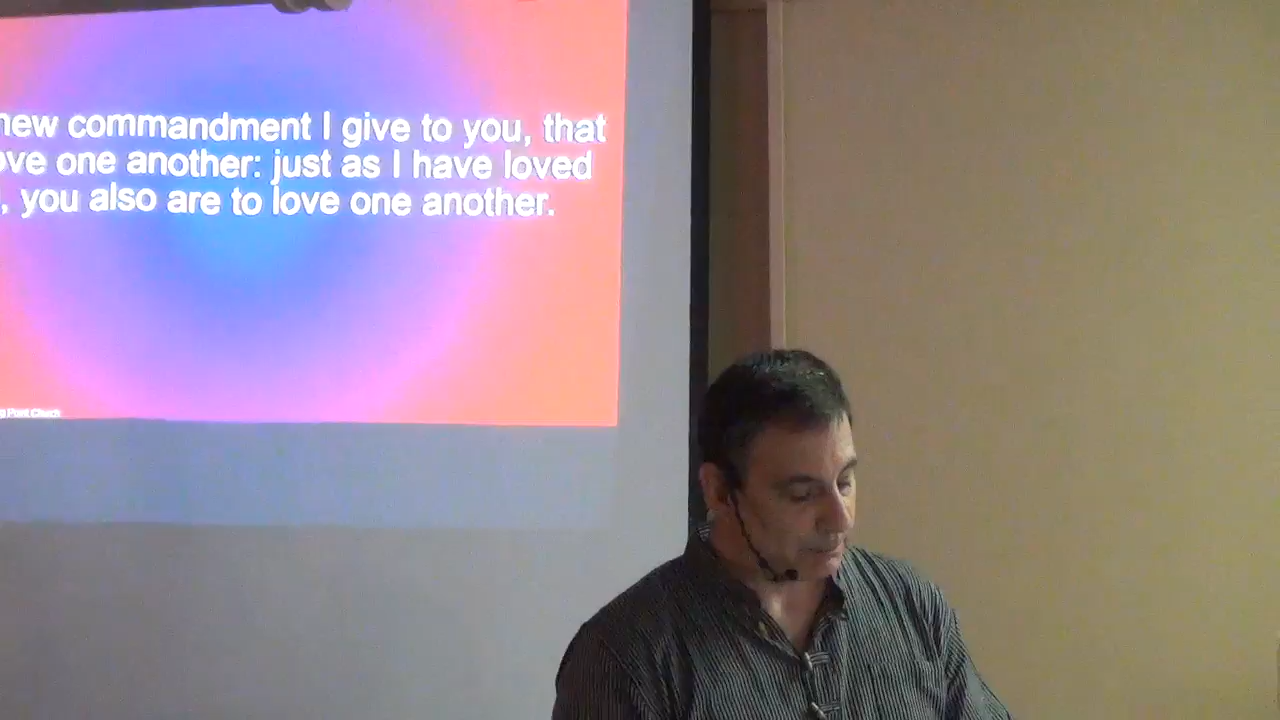 new commandment I give to you, that
ove one another: just as I have loved
, you also are to love one another.